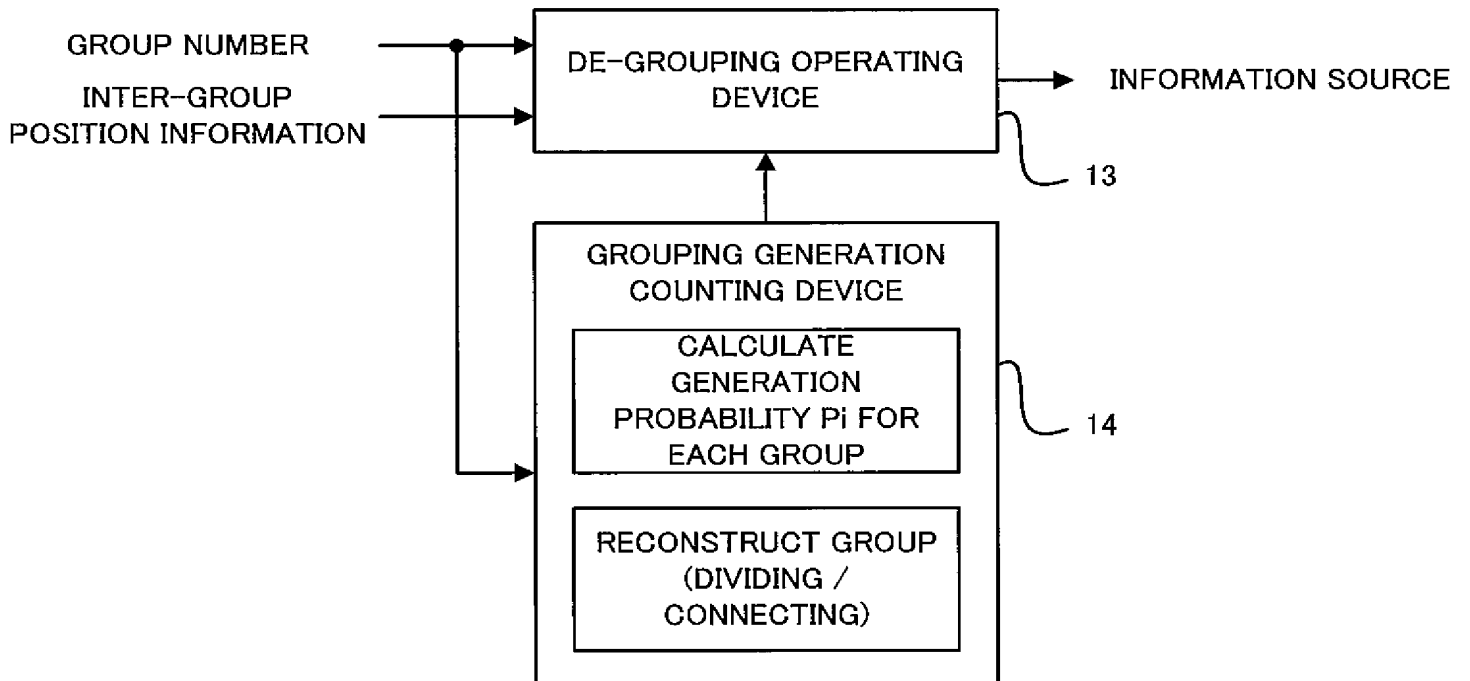 GROUP NUMBER
INTER-GROUP
POSITION INFORMATION
DE-GROUPING OPERATING
DEVICE
INFORMATION SOURCE
13
GROUPING GENERATION
COUNTING DEVICE
CALCULATE
GENERATION
PROBABILITY Pi FOR
EACH GROUP
14
RECONSTRUCT GROUP
(DIVIDING /
CONNECTING)